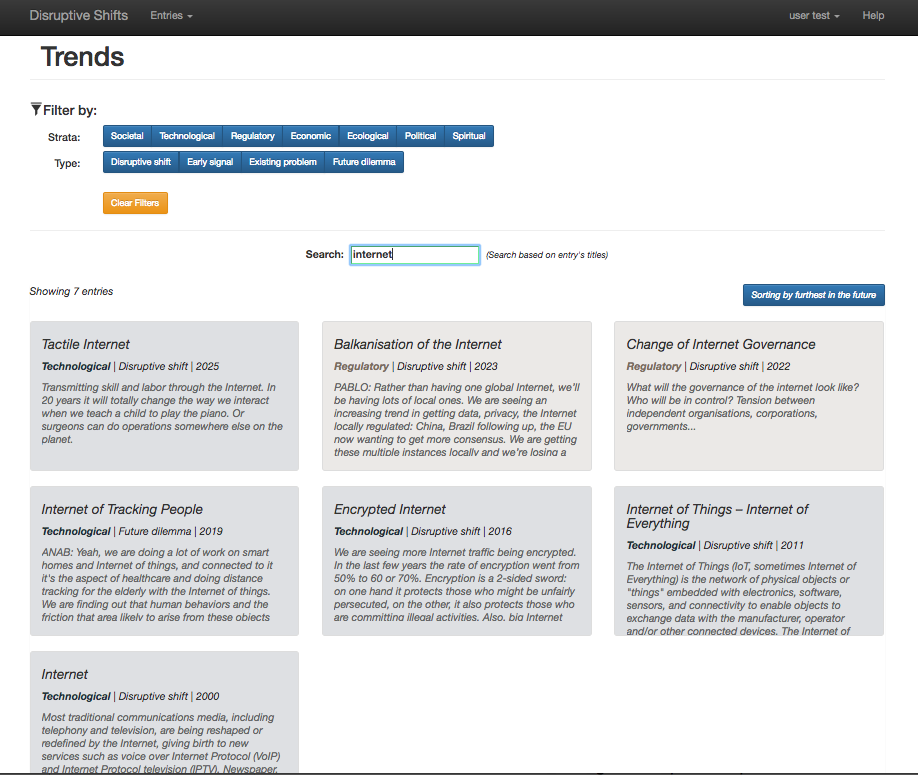 Disruptive Shifts Entries user test Help
Trends
Filter by:
Strata: Societal Technological Regulatory Economic Ecological Political Spiritual
Type: Disruptive shift Early signal Existing problem Future dilemma
Clear Filters
Search: internet (Search based on entry's titles)
Showing 7 entries
Sorting by furthest in the future
Tactile Internet
Technological | Disruptive shift | 2025
Transmitting skill and labor through the Internet. In
20 years it will totally change the way we interact
when we teach a child to play the piano. Or
surgeons can do operations somewhere else on the
planet.
Balkanisation of the Internet
Regulatory | Disruptive shift | 2023
PABLO: Rather than having one global Internet, we'll
be having lots of local ones. We are seeing an
increasing trend in getting data, privacy, the Internet
locally regulated: China, Brazil following up, the EU
now wanting to get more consensus. We are getting
these multiple instances locally and we're losing a
Change of Internet Governance
Regulatory | Disruptive shift | 2022
What will the governance of the internet look like?
Who will be in control? Tension between
independent organisations, corporations,
governments...
Internet of Tracking People
Technological | Future dilemma | 2019
ANAB: Yeah, we are doing a lot of work on smart
homes and Internet of things, and connected to it
it's the aspect of healthcare and doing distance
tracking for the elderly with the Internet of things.
We are finding out that human behaviors and the
friction that area likely to arise from these objects
Encrypted Internet
Technological | Disruptive shift | 2016
We are seeing more Internet traffic being encrypted.
In the last few years the rate of encryption went from
50% to 60 or 70%. Encryption is a 2-sided sword:
on one hand it protects those who might be unfairly
persecuted, on the other, it also protects those who
are committing illegal activities. Also, big Internet
Internet of Things – Internet of
Everything
Technological | Disruptive shift | 2011
The Internet of Things (IoT, sometimes Internet of
Everything) is the network of physical objects or
"things" embedded with electronics, software,
sensors, and connectivity to enable objects to
exchange data with the manufacturer, operator
and/or other connected devices. The Internet of
Internet
Technological | Disruptive shift | 2000
Most traditional communications media, including
telephony and television, are being reshaped or
redefined by the Internet, giving birth to new
services such as voice over Internet Protocol (VoIP)
and Internet Protocol television (IPTV). Newspaper,